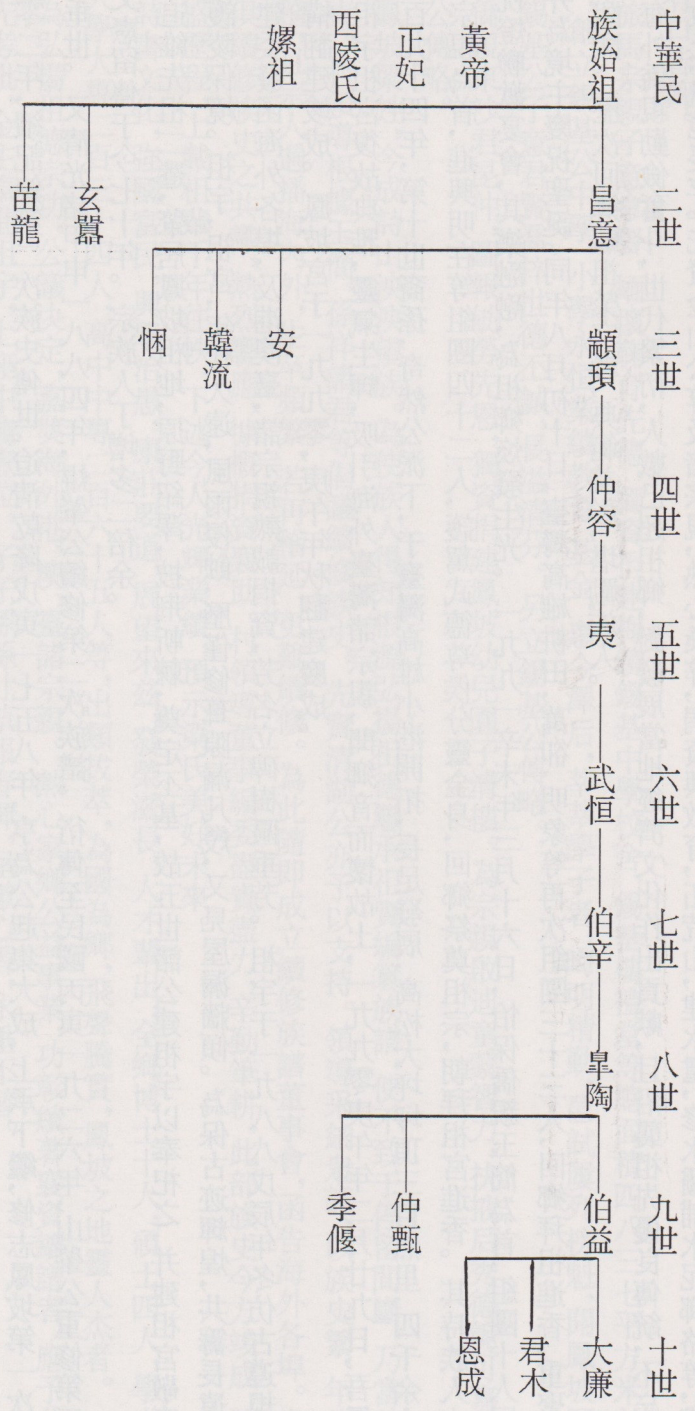 中華民族始祖
黃帝
正妃
西陵氏
嫘祖
二世
昌意
玄囂
苗龍
三世
顓頊
安
韓流
悃
四世
仲容
五世
夷
六世
武恒
七世
伯辛
八世
皐陶
九世
伯益
仲甄
季偃
十世
大廉
君木
恩成